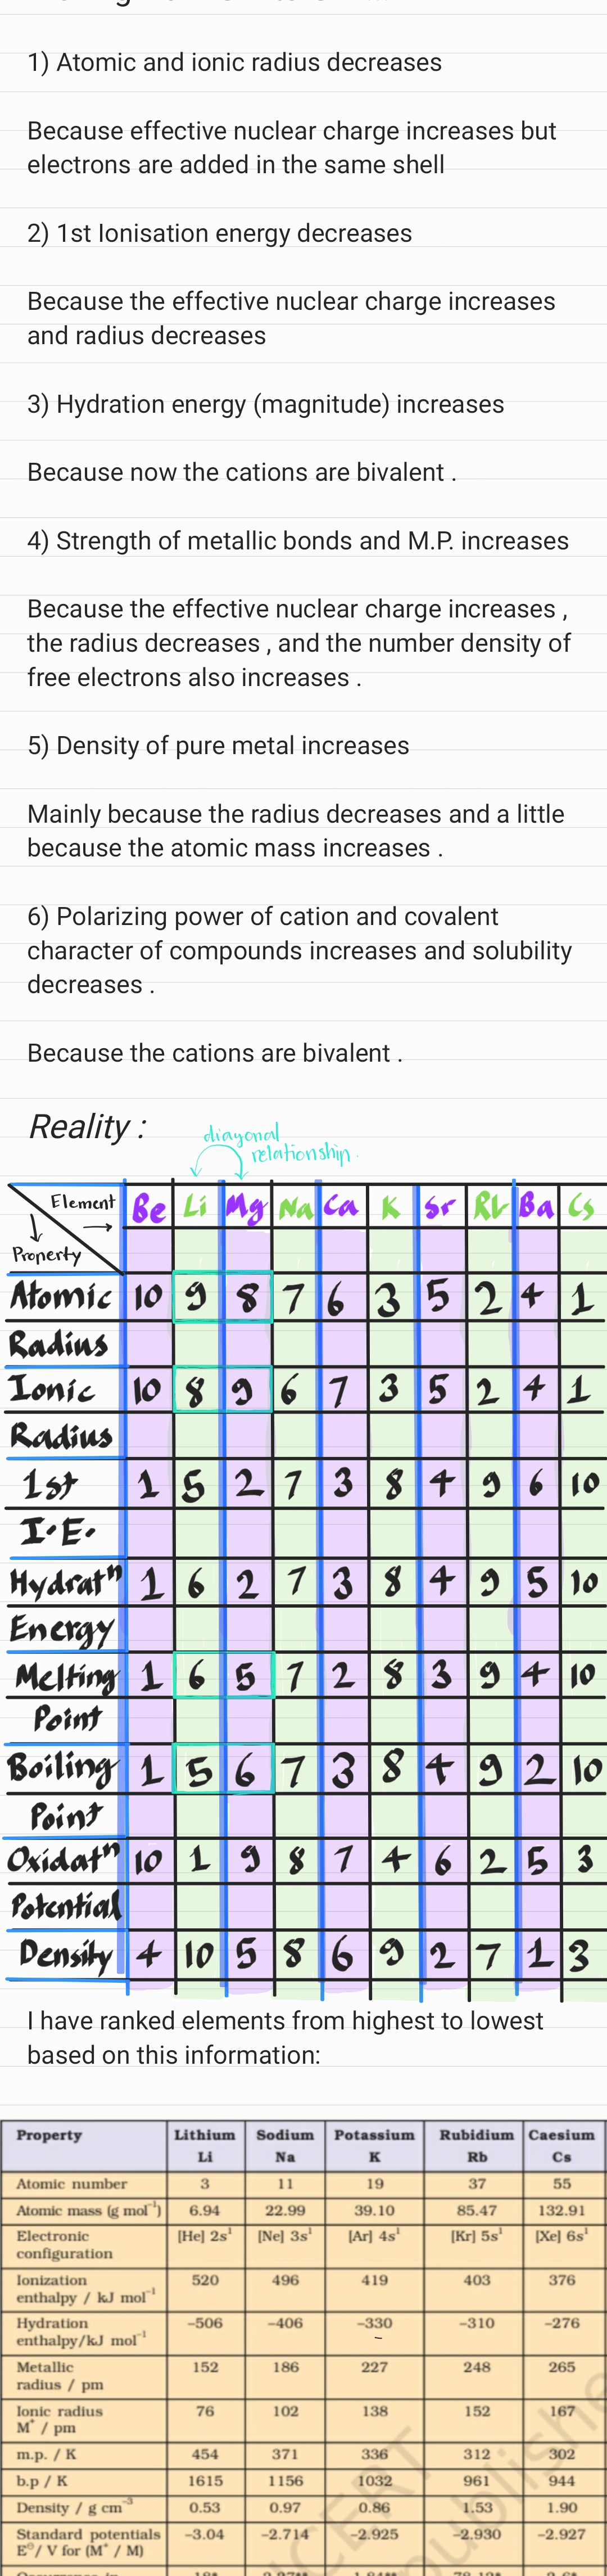 1) Atomic and ionic radius decreases
Because effective nuclear charge increases but
electrons are added in the same shell
2) 1st Ionisation energy decreases
Because the effective nuclear charge increases
and radius decreases
3) Hydration energy (magnitude) increases
Because now the cations are bivalent .
4) Strength of metallic bonds and M.P. increases
Because the effective nuclear charge increases ,
the radius decreases , and the number density of
free electrons also increases .
5) Density of pure metal increases
Mainly because the radius decreases and a little
because the atomic mass increases .
6) Polarizing power of cation and covalent
character of compounds increases and solubility
decreases .
Because the cations are bivalent .
Reality :
diagonal
relationship.
Element → Be Li Mg Na Ca K Sr Rb Ba Cs
↓ Property
Atomic 10 9 8 7 6 3 5 2 4 1
Radius
Ionic 10 8 9 6 7 3 5 2 4 1
Radius
1st 1 5 2 7 3 8 4 9 6 10
I.E.
Hydratⁿ 1 6 2 7 3 8 4 9 5 10
Energy
Melting 1 6 5 7 2 8 3 9 4 10
Point
Boiling 1 5 6 7 3 8 4 9 2 10
Point
Oxidatⁿ 10 1 9 8 7 4 6 2 5 3
Potential
Density 4 10 5 8 6 9 2 7 1 3
I have ranked elements from highest to lowest
based on this information:
Property Lithium Sodium Potassium Rubidium Caesium
Li Na K Rb Cs
Atomic number 3 11 19 37 55
Atomic mass (g mol⁻¹) 6.94 22.99 39.10 85.47 132.91
Electronic [He] 2s¹ [Ne] 3s¹ [Ar] 4s¹ [Kr] 5s¹ [Xe] 6s¹
configuration
Ionization 520 496 419 403 376
enthalpy / kJ mol⁻¹
Hydration –506 –406 –330 –310 –276
enthalpy/kJ mol⁻¹
Metallic 152 186 227 248 265
radius / pm
Ionic radius 76 102 138 152 167
M⁺ / pm
m.p. / K 454 371 336 312 302
b.p / K 1615 1156 1032 961 944
Density / g cm⁻³ 0.53 0.97 0.86 1.53 1.90
Standard potentials –3.04 –2.714 –2.925 –2.930 –2.927
E⊖/ V for (M⁺ / M)